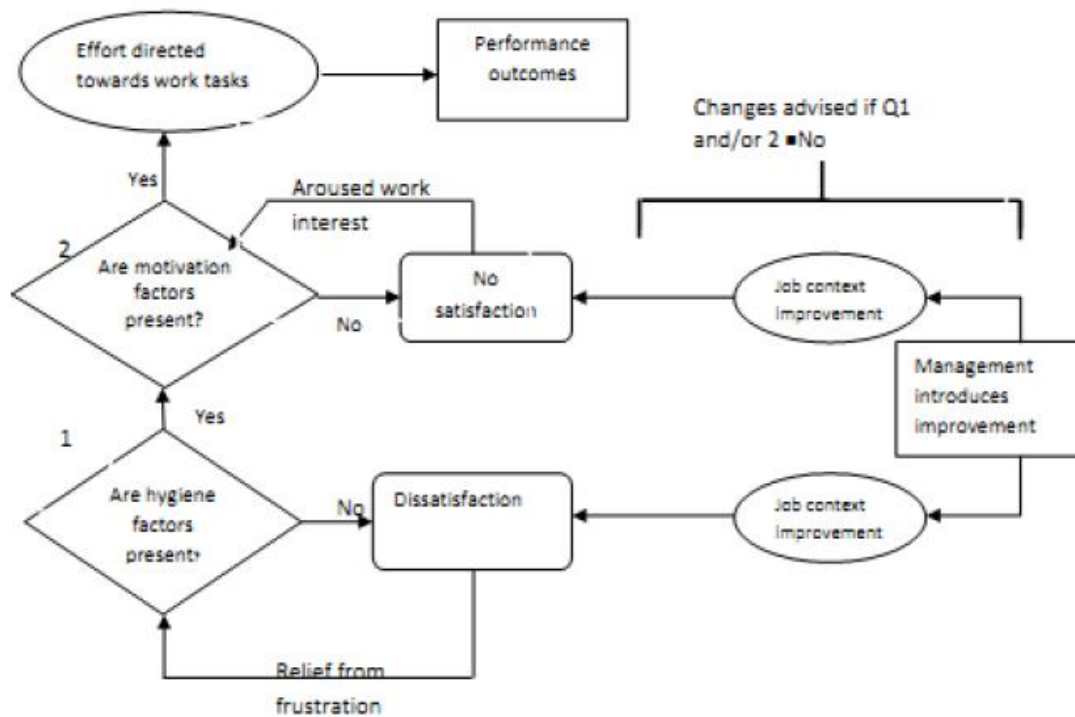 Effort directed
towards work tasks
Performance
outcomes
Changes advised if Q1
and/or 2 ■No
Yes
Aroused work
interest
2
Are motivation
factors
present?
No
No
satisfaction
Job context
improvement
Management
introduces
improvement
Yes
1
Are hygiene
factors
present?
No
Dissatisfaction
Job context
improvement
Relief from
frustration